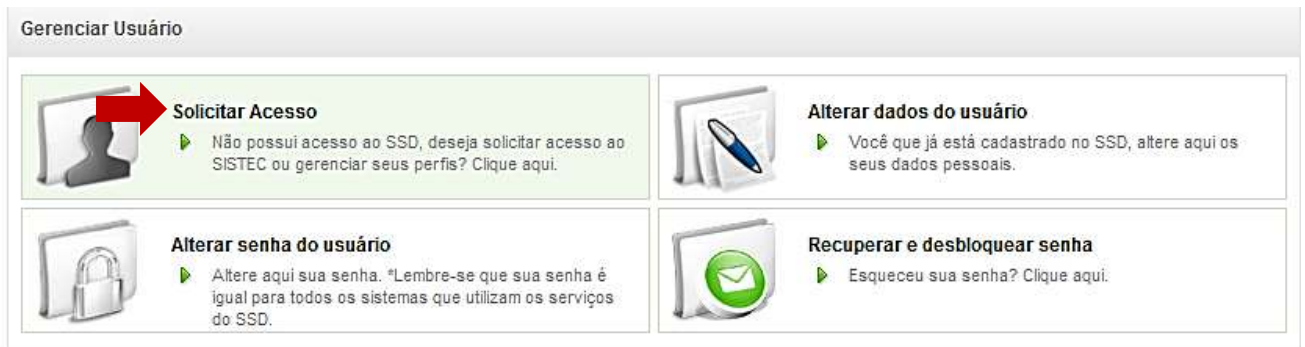 Gerenciar Usuário
Solicitar Acesso
Não possui acesso ao SSD, deseja solicitar acesso ao
SISTEC ou gerenciar seus perfis? Clique aqui.
Alterar dados do usuário
Você que já está cadastrado no SSD, altere aqui os
seus dados pessoais.
Alterar senha do usuário
Altere aqui sua senha. *Lembre-se que sua senha é
igual para todos os sistemas que utilizam os serviços
do SSD.
Recuperar e desbloquear senha
Esqueceu sua senha? Clique aqui.